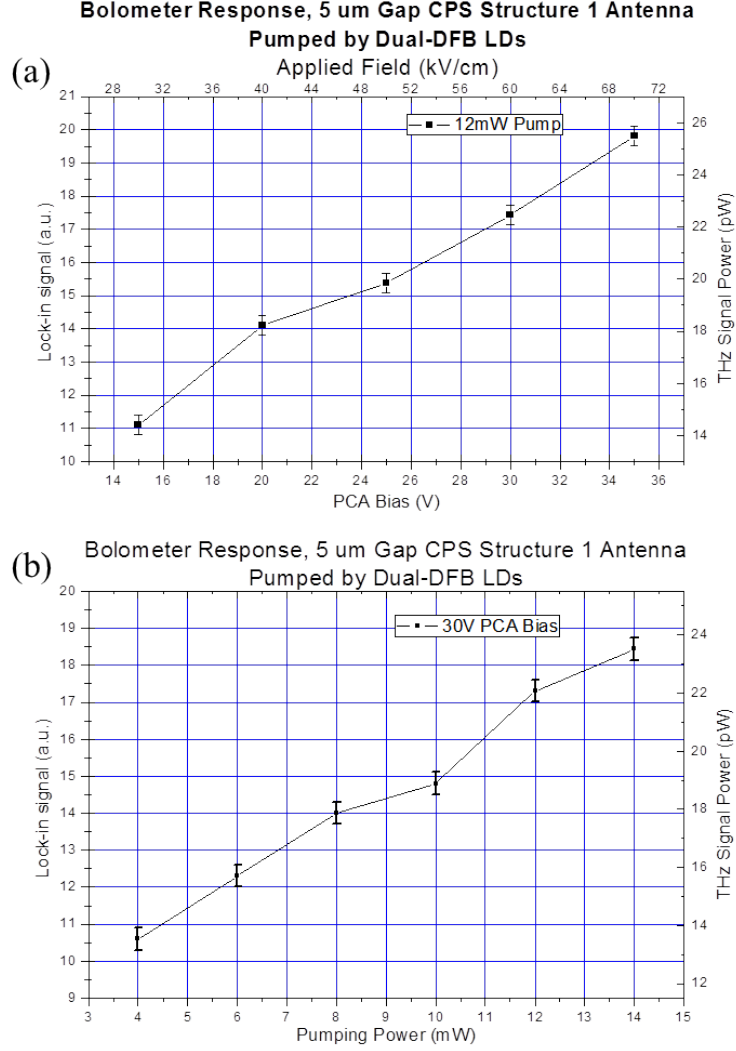 Bolometer Response, 5 um Gap CPS Structure 1 Antenna
Pumped by Dual-DFB LDs
(a)
Applied Field (kV/cm)
28 32 36 40 44 48 52 56 60 64 68 72
21
20
19
18
17
16
15
14
13
12
11
10
Lock-in signal (a.u.)
12mW Pump
26
24
22
20
18
16
14
THz Signal Power (pW)
14 16 18 20 22 24 26 28 30 32 34 36
PCA Bias (V)
(b)
Bolometer Response, 5 um Gap CPS Structure 1 Antenna
Pumped by Dual-DFB LDs
20
19
18
17
16
15
14
13
12
11
10
9
Lock-in signal (a.u.)
30V PCA Bias
24
22
20
18
16
14
12
THz Signal Power (pW)
3 4 5 6 7 8 9 10 11 12 13 14 15
Pumping Power (mW)